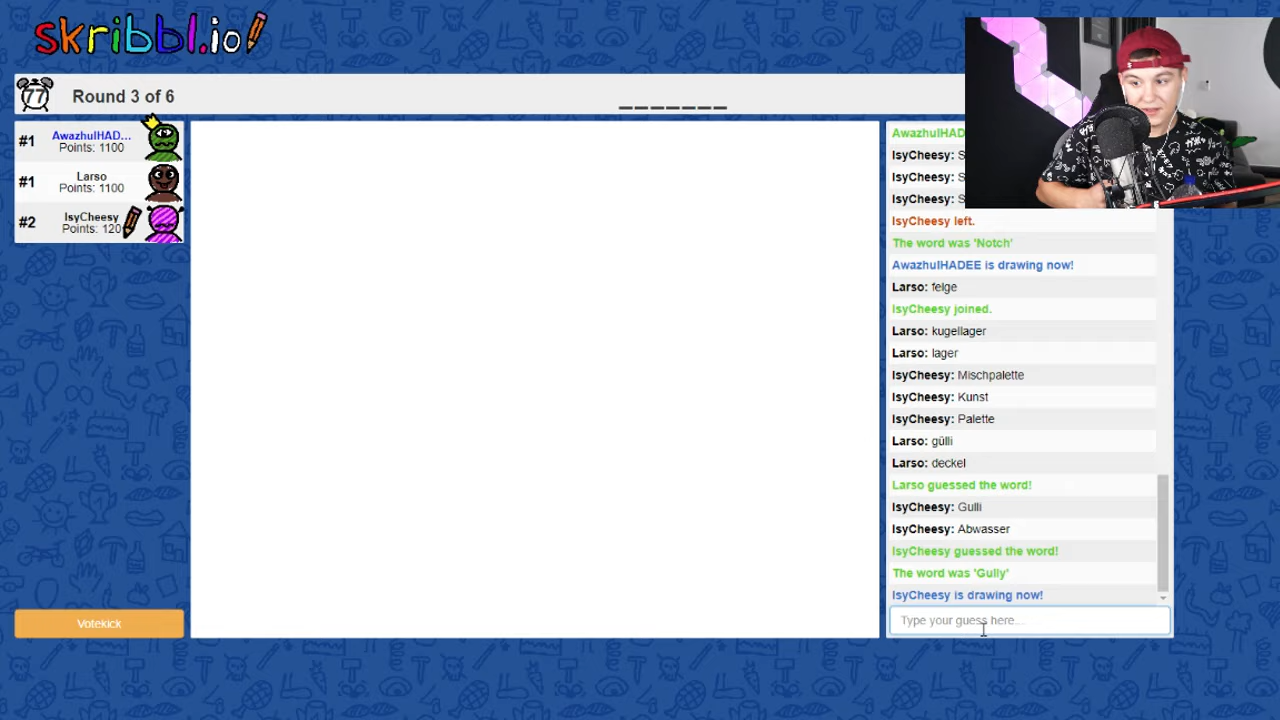 skribbl.io
77
Round 3 of 6
_______
#1
AwazhulHAD...
Points: 1100
#1
Larso
Points: 1100
#2
IsyCheesy
Points: 120
Votekick
AwazhulHAD
IsyCheesy: S
IsyCheesy: S
IsyCheesy: S
IsyCheesy left.
The word was 'Notch'
AwazhulHADEE is drawing now!
Larso: felge
IsyCheesy joined.
Larso: kugellager
Larso: lager
IsyCheesy: Mischpalette
IsyCheesy: Kunst
IsyCheesy: Palette
Larso: gülli
Larso: deckel
Larso guessed the word!
IsyCheesy: Gulli
IsyCheesy: Abwasser
IsyCheesy guessed the word!
The word was 'Gully'
IsyCheesy is drawing now!
Type your guess here...